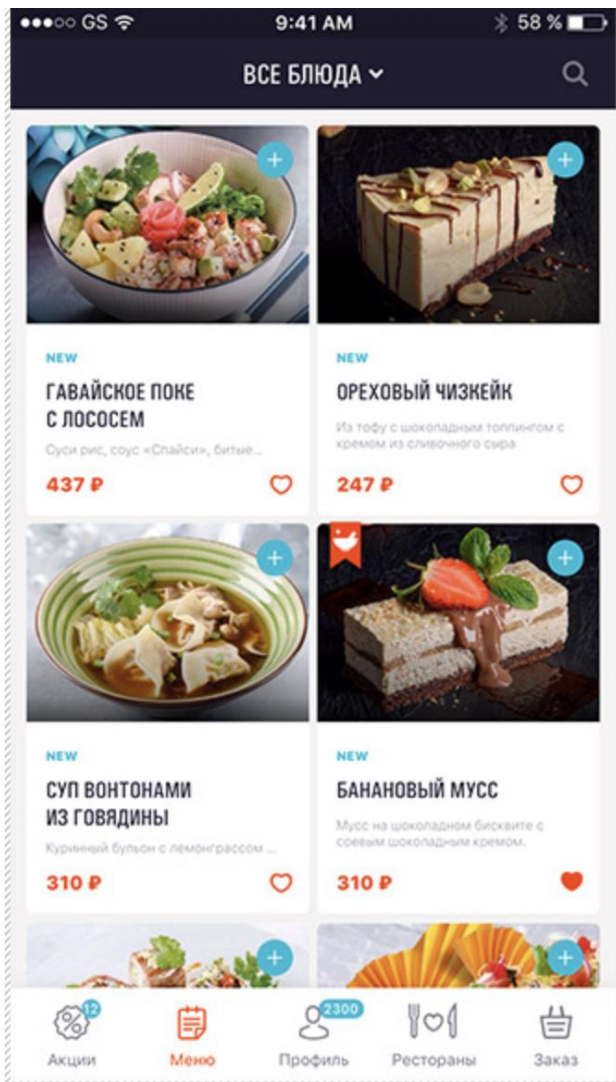 GS 9:41 AM 58 %
ВСЕ БЛЮДА
NEW
ГАВАЙСКОЕ ПОКЕ
С ЛОСОСЕМ
Суси рис, соус «Спайси», битые...
437 ₽
NEW
ОРЕХОВЫЙ ЧИЗКЕЙК
Из тофу с шоколадным топпингом с
кремом из сливочного сыра
247 ₽
NEW
СУП ВОНТОНАМИ
ИЗ ГОВЯДИНЫ
Куринный бульон с лемонграссом ...
310 ₽
NEW
БАНАНОВЫЙ МУСС
Мусс на шоколадном бисквите с
соевым шоколадным кремом.
310 ₽
12
2300
Акции Меню Профиль Рестораны Заказ